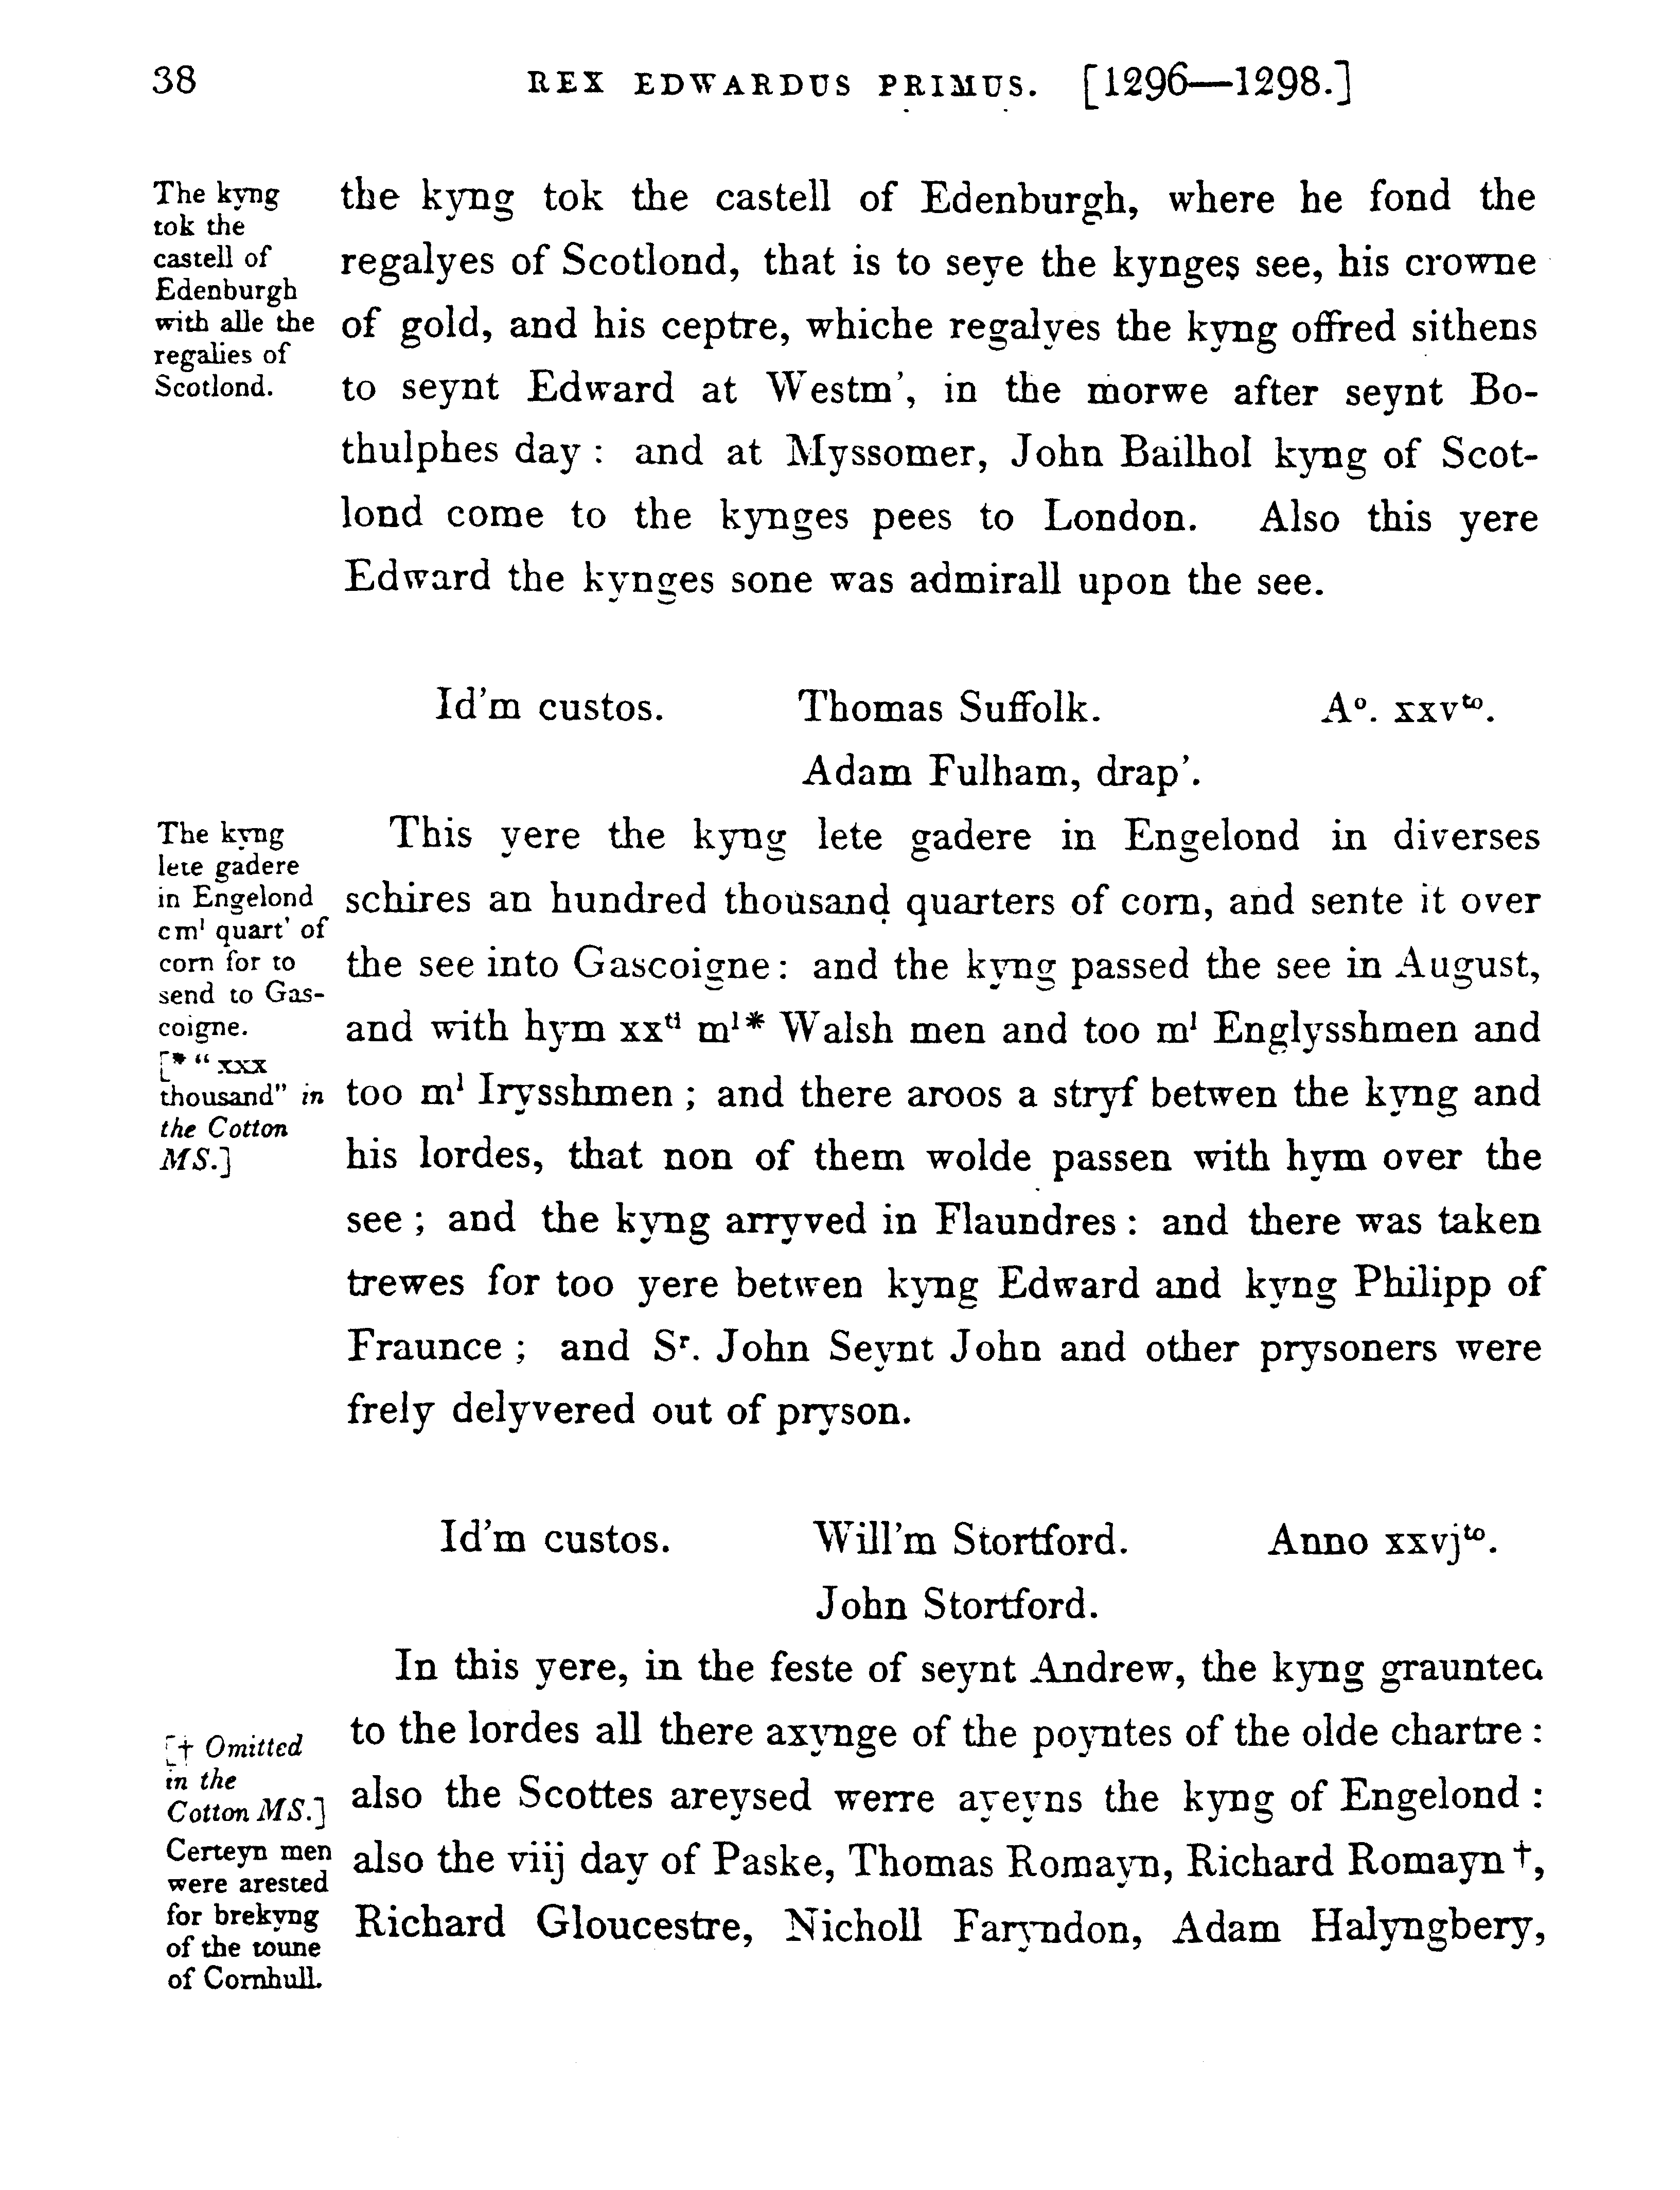 38 REX EDWARDUS PRIMUS. [1296—1298.]
The kyng
tok the
castell of
Edenburgh
with alle the
regalies of
Scotlond.
the kyng tok the castell of Edenburgh, where he fond the
regalyes of Scotlond, that is to seye the kynges see, his crowne
of gold, and his ceptre, whiche regalyes the kyng offred sithens
to seynt Edward at Westm', in the morwe after seynt Bo-
thulphes day : and at Myssomer, John Bailhol kyng of Scot-
lond come to the kynges pees to London. Also this yere
Edward the kynges sone was admirall upon the see.
Id'm custos. Thomas Suffolk. Aº. xxvᵗᵒ.
Adam Fulham, drap'.
The kyng
lete gadere
in Engelond
cmˡ quart' of
corn for to
send to Gas-
coigne.
[* “ xxx
thousand” in
the Cotton
MS.]
This yere the kyng lete gadere in Engelond in diverses
schires an hundred thousand quarters of corn, and sente it over
the see into Gascoigne : and the kyng passed the see in August,
and with hym xxᵗⁱ mˡ* Walsh men and too mˡ Englysshmen and
too mˡ Irysshmen ; and there aroos a stryf betwen the kyng and
his lordes, that non of them wolde passen with hym over the
see ; and the kyng arryved in Flaundres : and there was taken
trewes for too yere betwen kyng Edward and kyng Philipp of
Fraunce ; and Sʳ. John Seynt John and other prysoners were
frely delyvered out of pryson.
Id'm custos. Will'm Stortford. Anno xxvjᵗᵒ.
John Stortford.
In this yere, in the feste of seynt Andrew, the kyng graunted
to the lordes all there axynge of the poyntes of the olde chartre :
also the Scottes areysed werre ayeyns the kyng of Engelond :
also the viij day of Paske, Thomas Romayn, Richard Romayn †,
Richard Gloucestre, Nicholl Faryndon, Adam Halyngbery,
[† Omitted
in the
Cotton MS.]
Certeyn men
were arested
for brekyng
of the toune
of Cornhull.